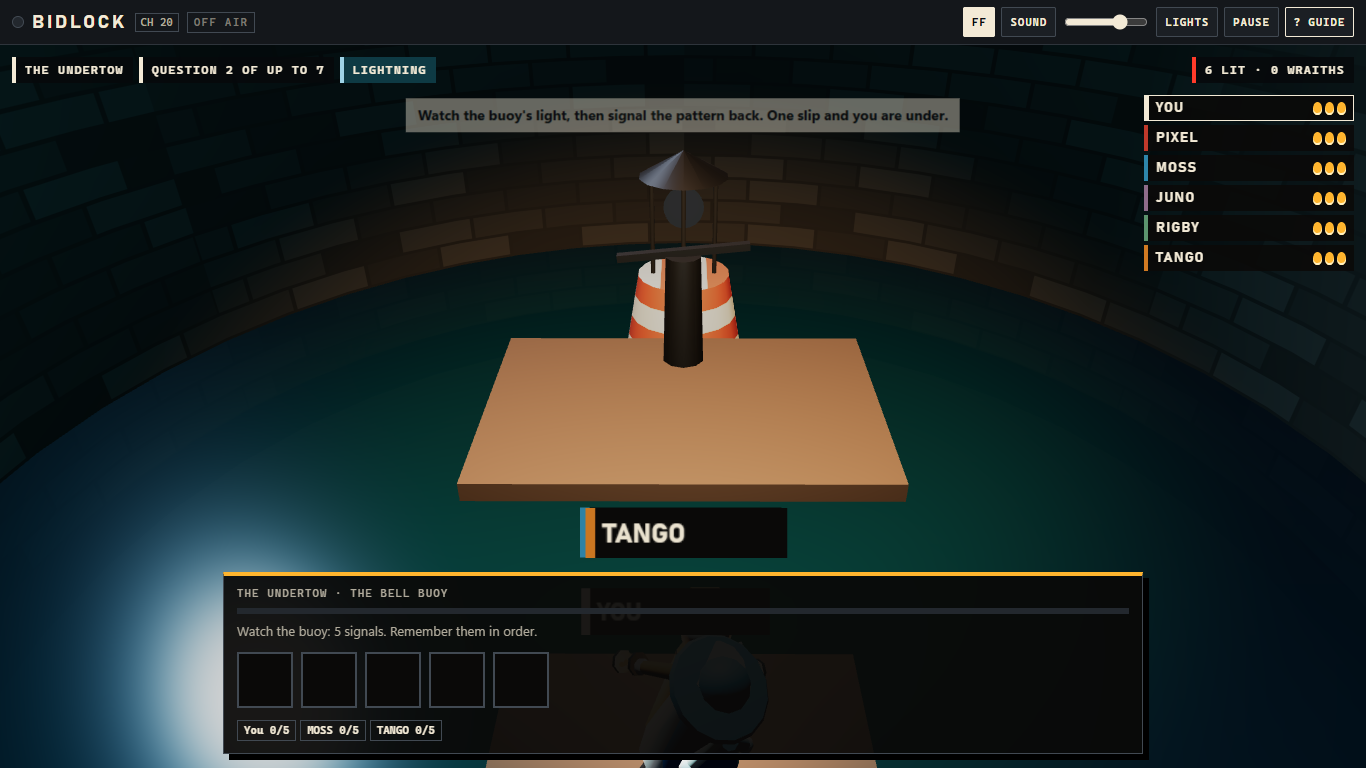 BIDLOCK CH 20 OFF AIR FF SOUND LIGHTS PAUSE ? GUIDE
THE UNDERTOW QUESTION 2 OF UP TO 7 LIGHTNING 6 LIT · 0 WRAITHS
Watch the buoy's light, then signal the pattern back. One slip and you are under.
YOU
PIXEL
MOSS
JUNO
RIGBY
TANGO
TANGO
THE UNDERTOW · THE BELL BUOY
YOU
Watch the buoy: 5 signals. Remember them in order.
You 0/5 MOSS 0/5 TANGO 0/5